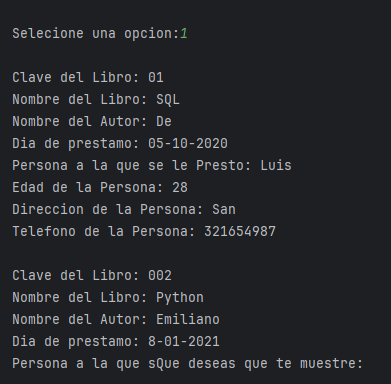 Selecione una opcion:1
Clave del Libro: 01
Nombre del Libro: SQL
Nombre del Autor: De
Dia de prestamo: 05-10-2020
Persona a la que se le Presto: Luis
Edad de la Persona: 28
Direccion de la Persona: San
Telefono de la Persona: 321654987
Clave del Libro: 002
Nombre del Libro: Python
Nombre del Autor: Emiliano
Dia de prestamo: 8-01-2021
Persona a la que sQue deseas que te muestre: